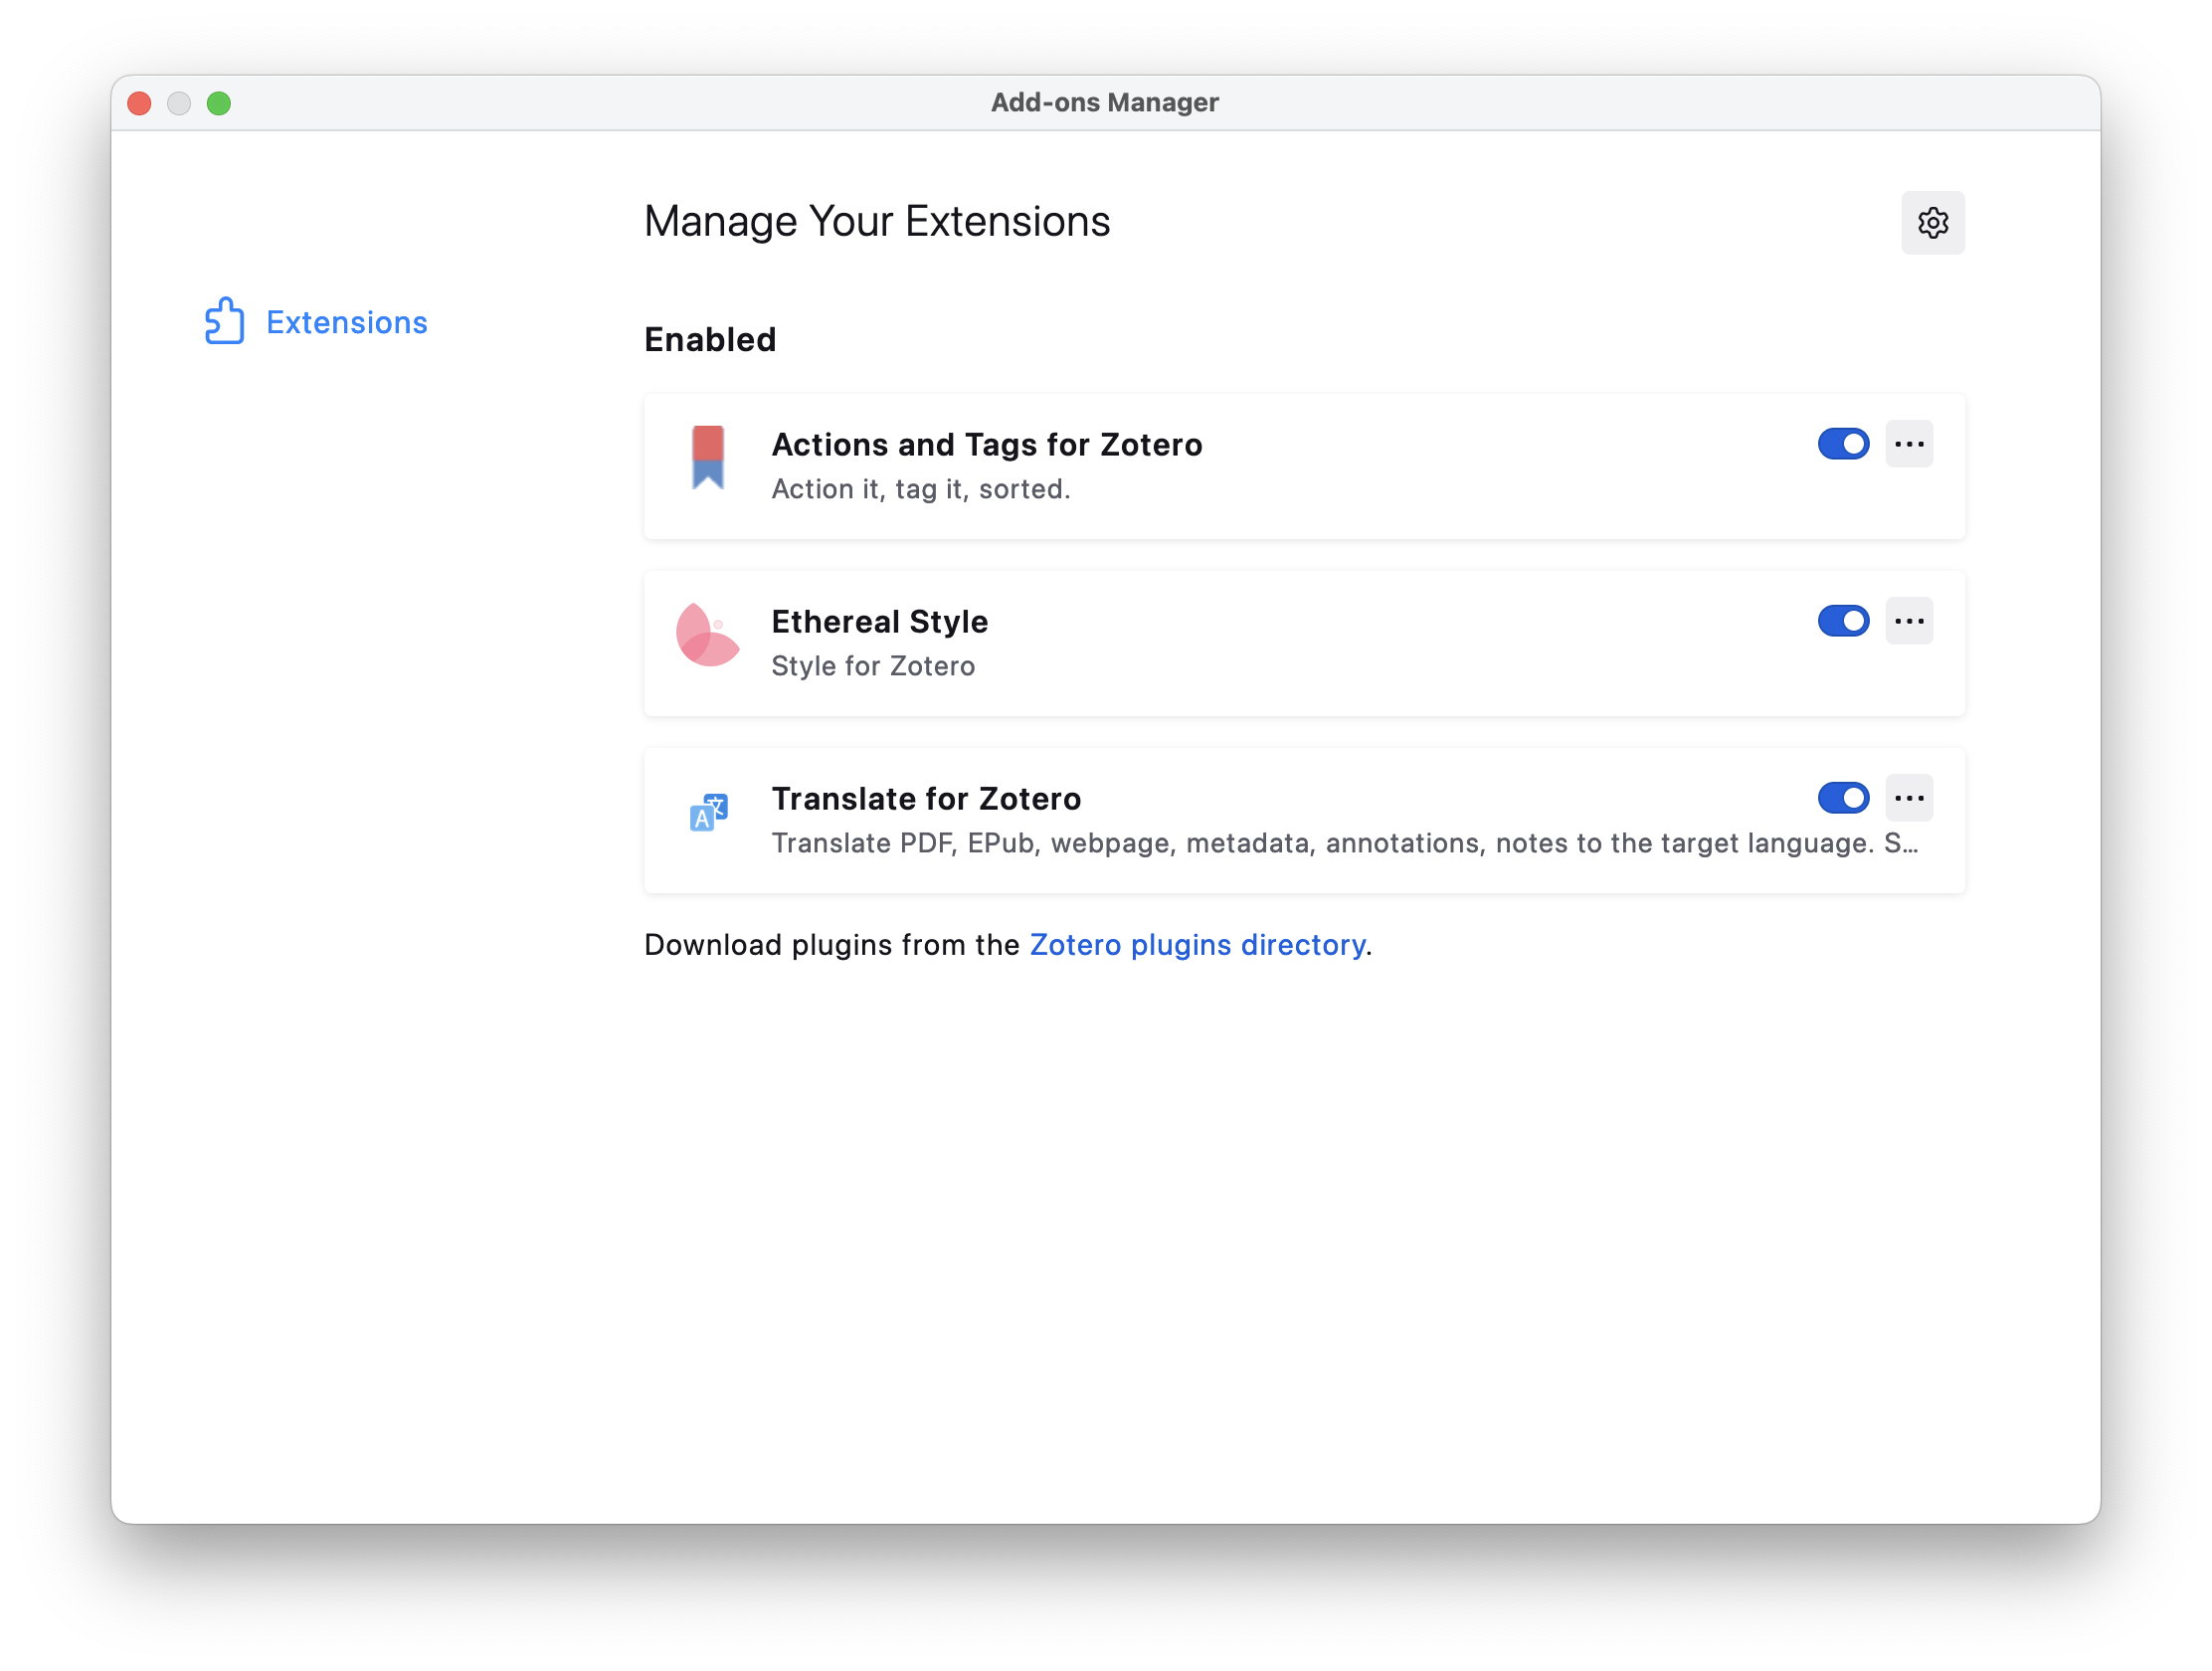 Add-ons Manager
Manage Your Extensions
Extensions
Enabled
Actions and Tags for Zotero
Action it, tag it, sorted.
Ethereal Style
Style for Zotero
A文
Translate for Zotero
Translate PDF, EPub, webpage, metadata, annotations, notes to the target language. S...
Download plugins from the Zotero plugins directory.